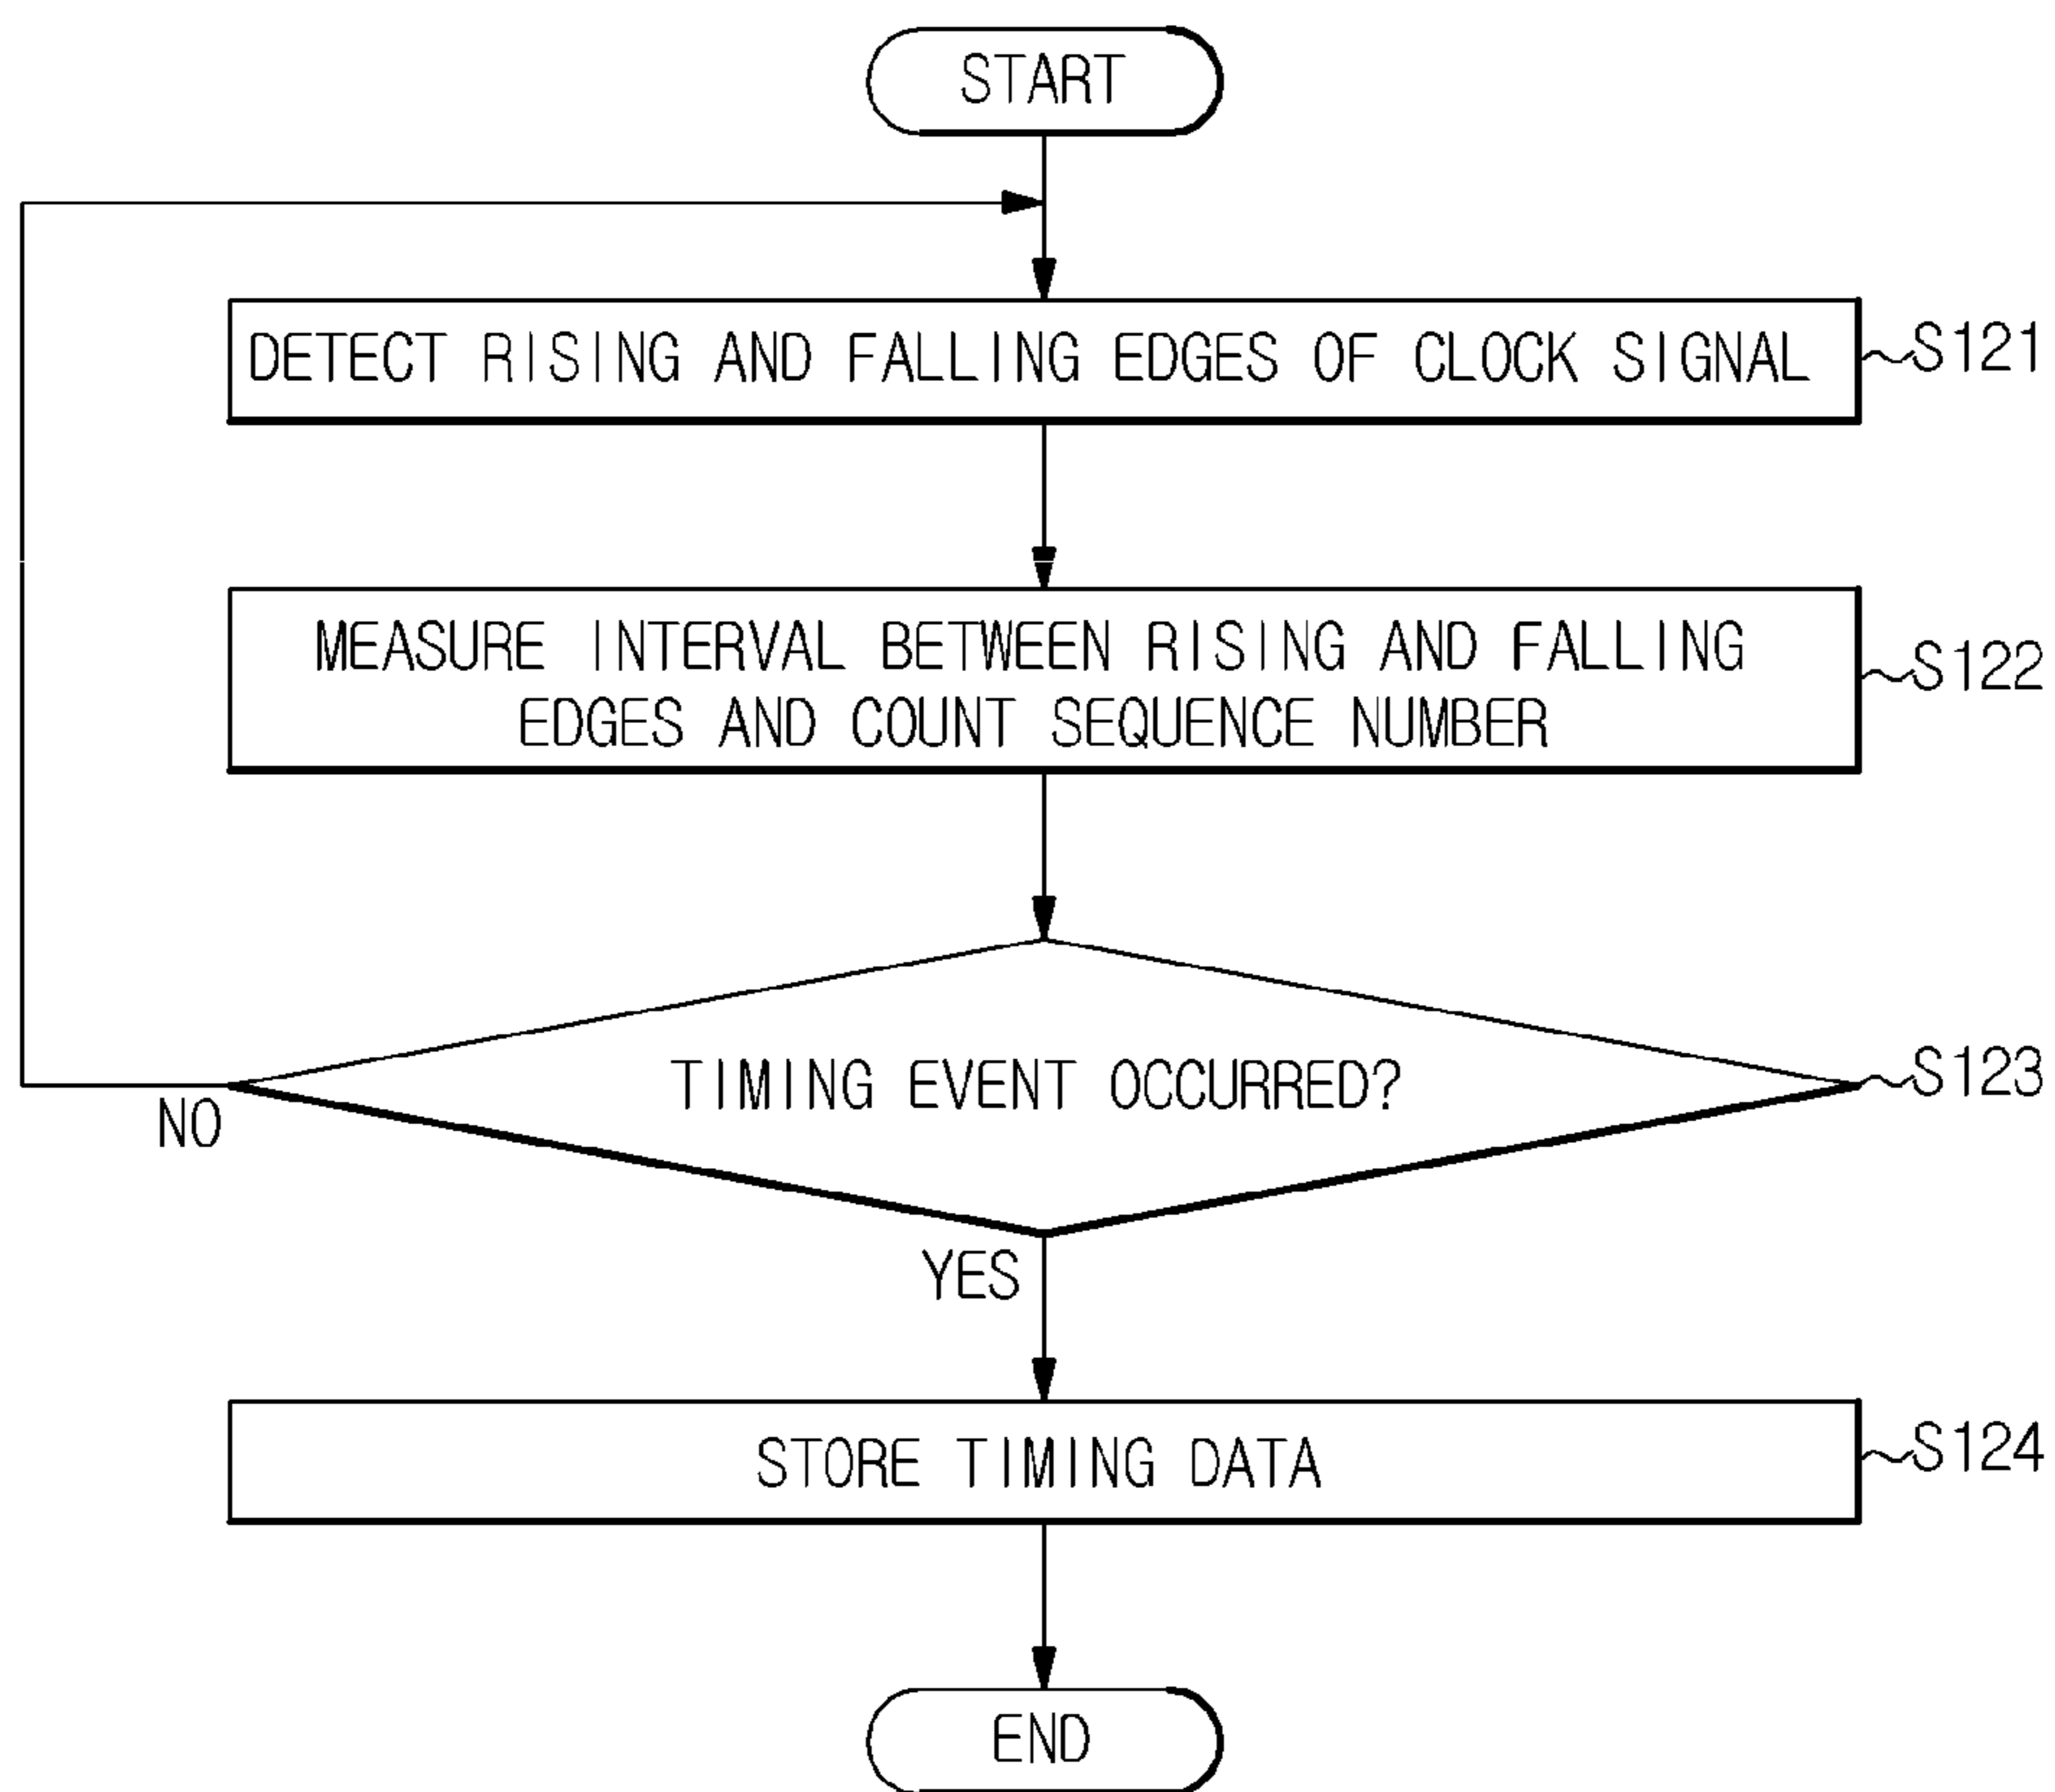 START
DETECT RISING AND FALLING EDGES OF CLOCK SIGNAL
S121
MEASURE INTERVAL BETWEEN RISING AND FALLING
EDGES AND COUNT SEQUENCE NUMBER
S122
TIMING EVENT OCCURRED?
S123
NO
YES
STORE TIMING DATA
S124
END